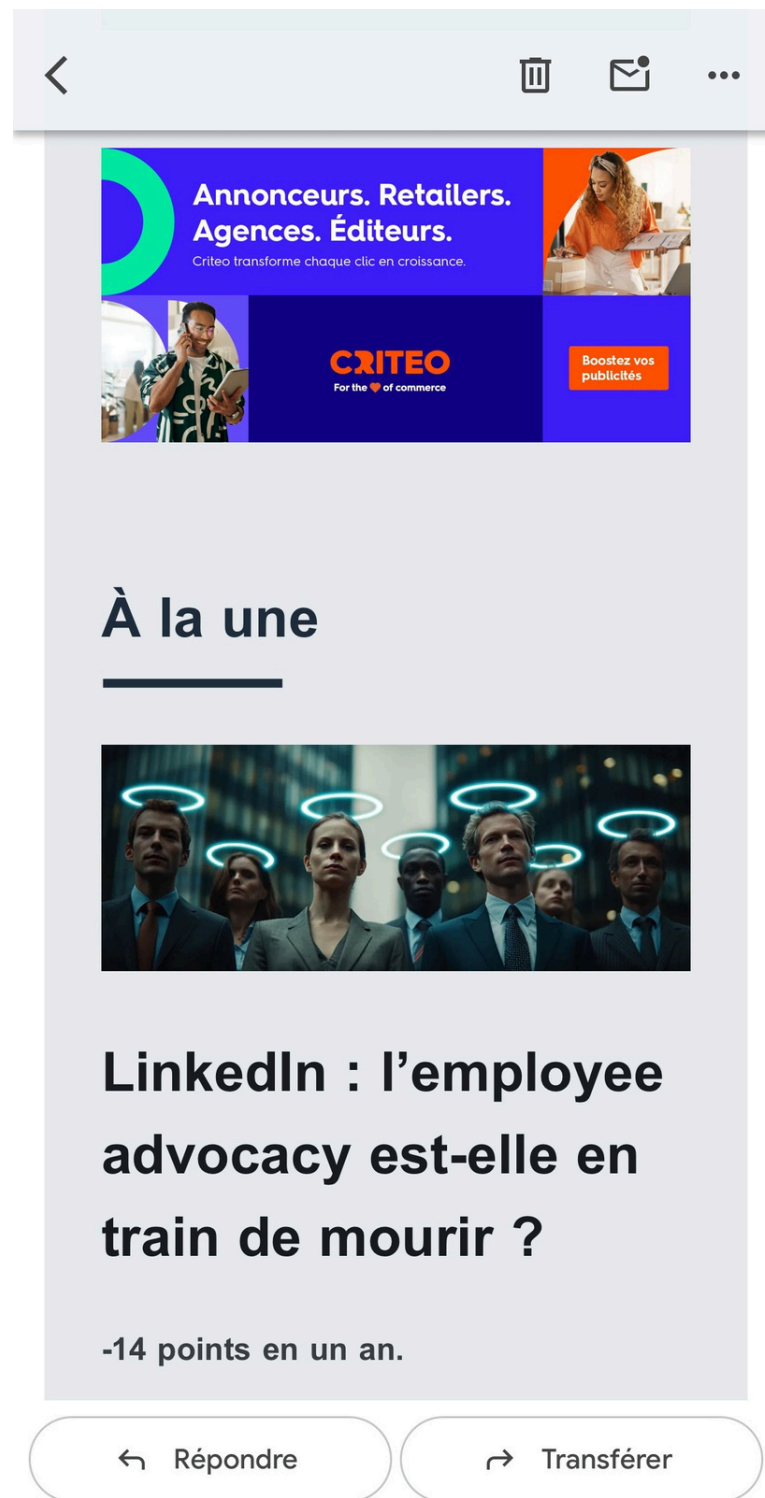 Annonceurs. Retailers.
Agences. Éditeurs.
Criteo transforme chaque clic en croissance.
CRITEO
For the ❤ of commerce
Boostez vos
publicités
À la une
LinkedIn : l’employee
advocacy est-elle en
train de mourir ?
-14 points en un an.
Répondre
Transférer